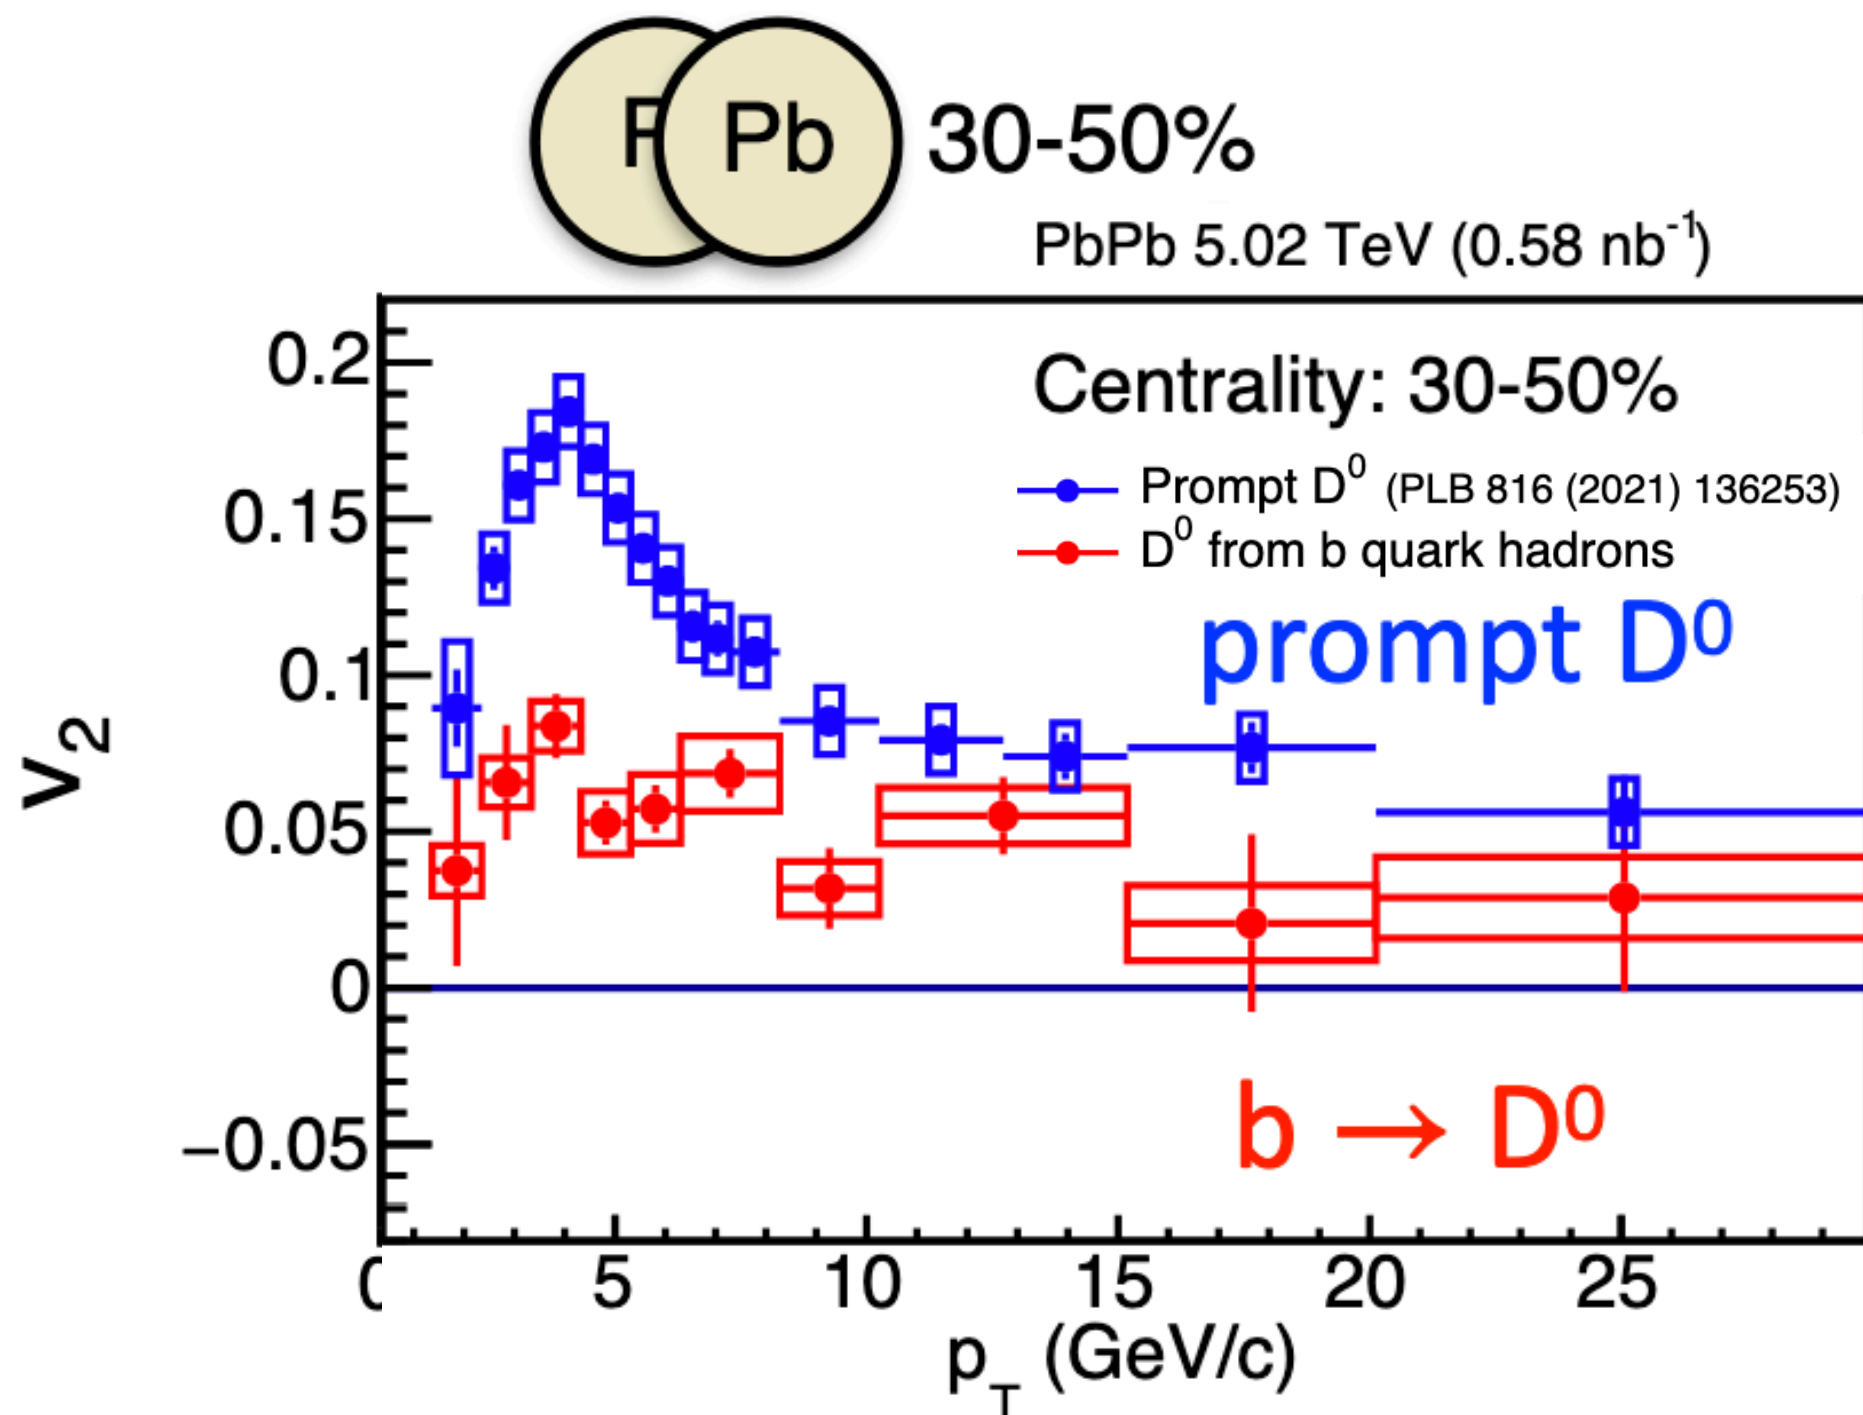 Pb 30-50%
PbPb 5.02 TeV (0.58 nb⁻¹)
Centrality: 30-50%
Prompt D⁰ (PLB 816 (2021) 136253)
D⁰ from b quark hadrons
prompt D⁰
b → D⁰
v₂
0.2
0.15
0.1
0.05
0
−0.05
5 10 15 20 25
p_T (GeV/c)